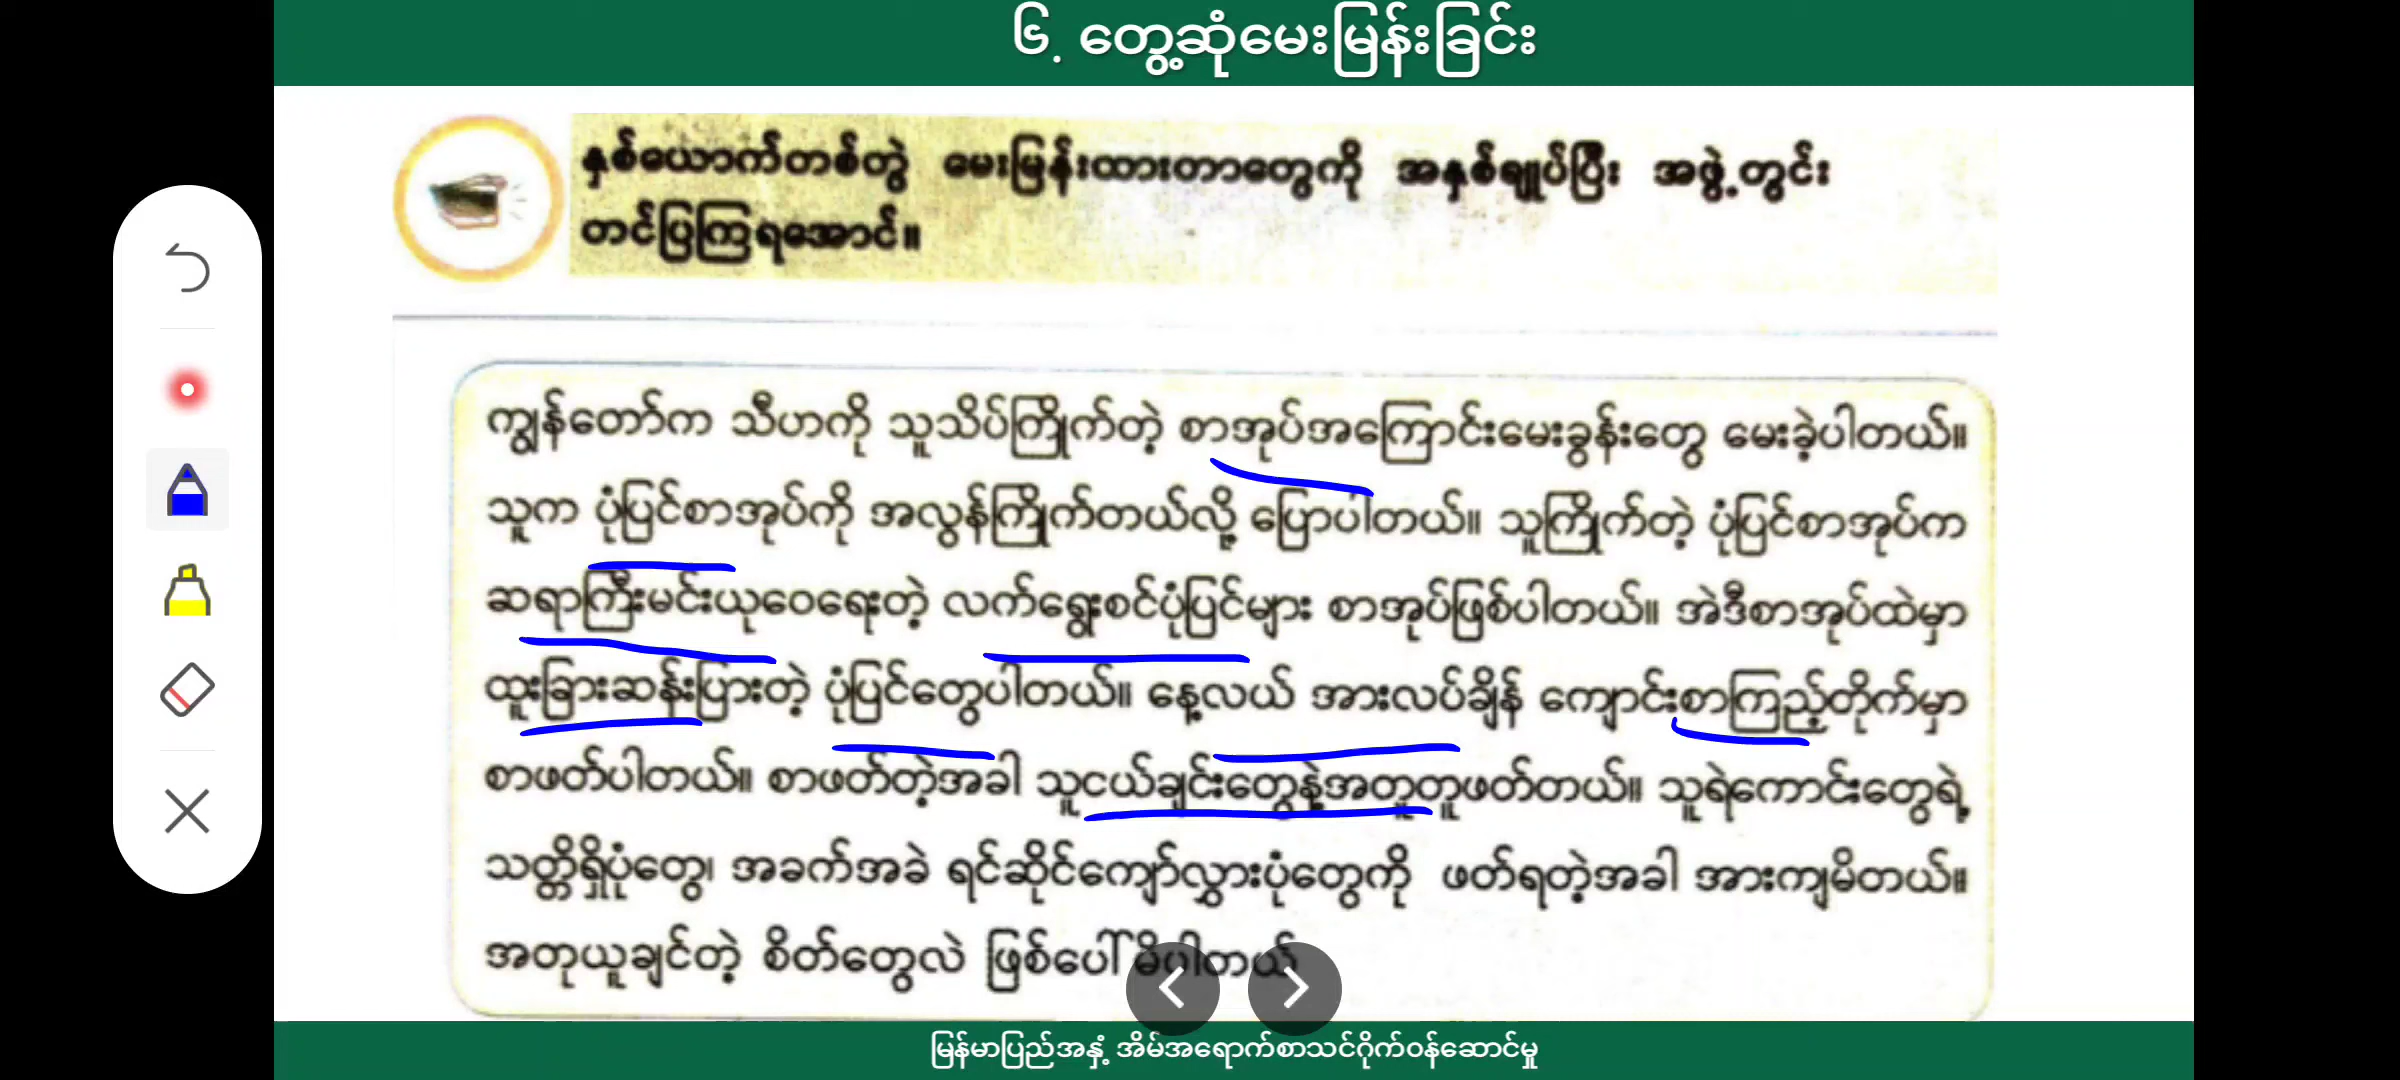 ၆. တွေ့ဆုံမေးမြန်းခြင်း
နှစ်ယောက်တစ်တွဲ မေးမြန်းထားတာတွေကို အနှစ်ချုပ်ပြီး အဖွဲ့တွင်း
တင်ပြကြရအောင်။
ကျွန်တော်က သီဟကို သူသိပ်ကြိုက်တဲ့ စာအုပ်အကြောင်းမေးခွန်းတွေ မေးခဲ့ပါတယ်။
သူက ပုံပြင်စာအုပ်ကို အလွန်ကြိုက်တယ်လို့ ပြောပါတယ်။ သူကြိုက်တဲ့ ပုံပြင်စာအုပ်က
ဆရာကြီးမင်းယုဝေရေးတဲ့ လက်ရွေးစင်ပုံပြင်များ စာအုပ်ဖြစ်ပါတယ်။ အဲဒီစာအုပ်ထဲမှာ
ထူးခြားဆန်းပြားတဲ့ ပုံပြင်တွေပါတယ်။ နေ့လယ် အားလပ်ချိန် ကျောင်းစာကြည့်တိုက်မှာ
စာဖတ်ပါတယ်။ စာဖတ်တဲ့အခါ သူငယ်ချင်းတွေနဲ့အတူတူဖတ်တယ်။ သူရဲကောင်းတွေရဲ့
သတ္တိရှိပုံတွေ၊ အခက်အခဲ ရင်ဆိုင်ကျော်လွှားပုံတွေကို ဖတ်ရတဲ့အခါ အားကျမိတယ်။
အတုယူချင်တဲ့ စိတ်တွေလဲ ဖြစ်ပေါ်မိပါတယ်
မြန်မာပြည်အနှံ့ အိမ်အရောက်စာသင်ဂိုက်ဝန်ဆောင်မှု